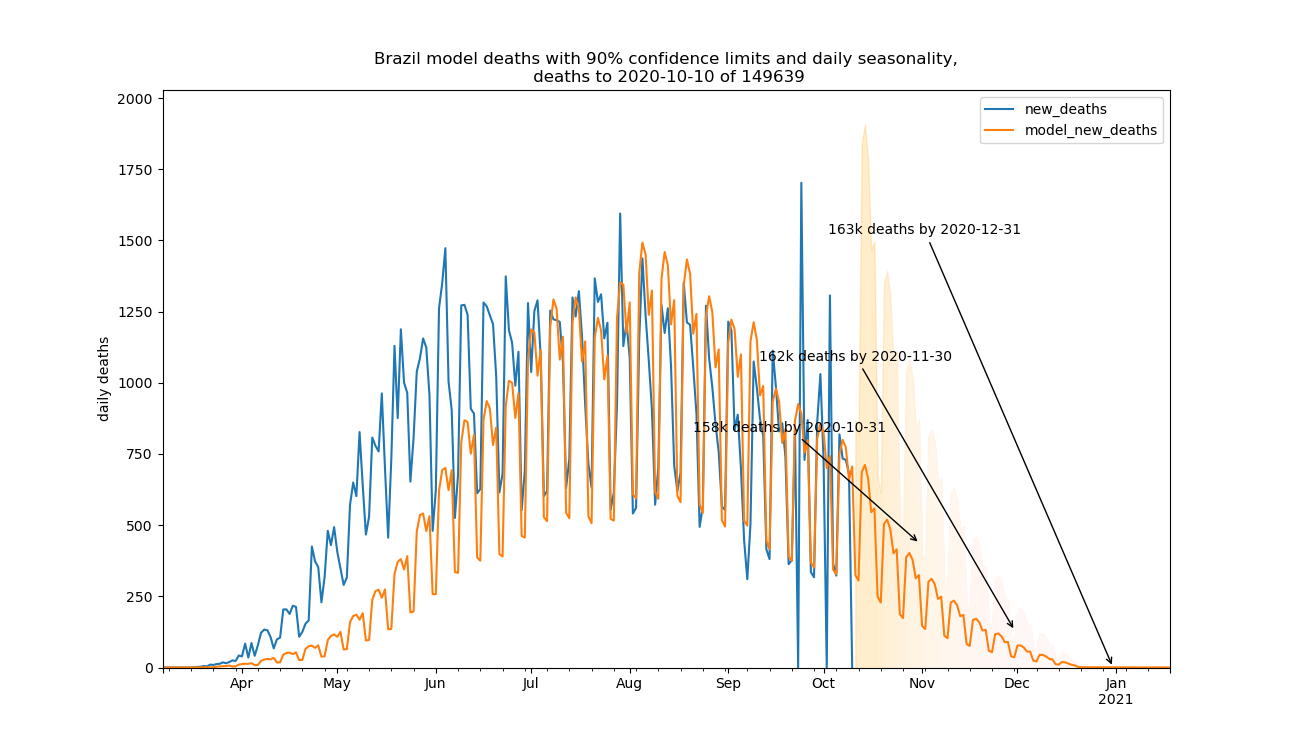 Brazil model deaths with 90% confidence limits and daily seasonality,
deaths to 2020-10-10 of 149639
2000
1750
1500
1250
1000
750
500
250
0
daily deaths
new_deaths
model_new_deaths
163k deaths by 2020-12-31
162k deaths by 2020-11-30
158k deaths by 2020-10-31
Apr
May
Jun
Jul
Aug
Sep
Oct
Nov
Dec
Jan
2021